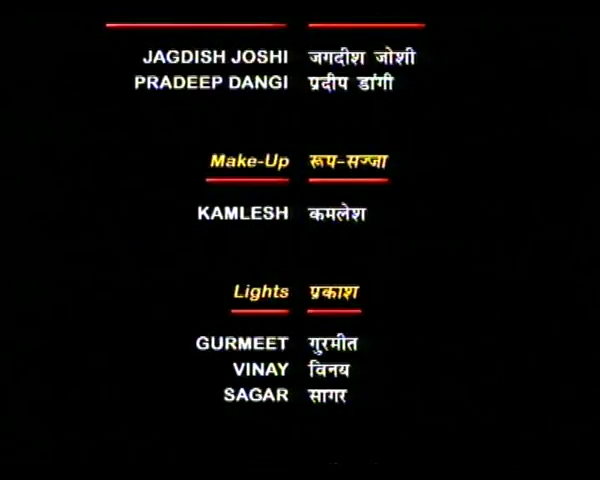 JAGDISH JOSHI जगदीश जोशी
PRADEEP DANGI प्रदीप डांगी
Make-Up रूप-सज्जा
KAMLESH कमलेश
Lights प्रकाश
GURMEET गुरमीत
VINAY विनय
SAGAR सागर